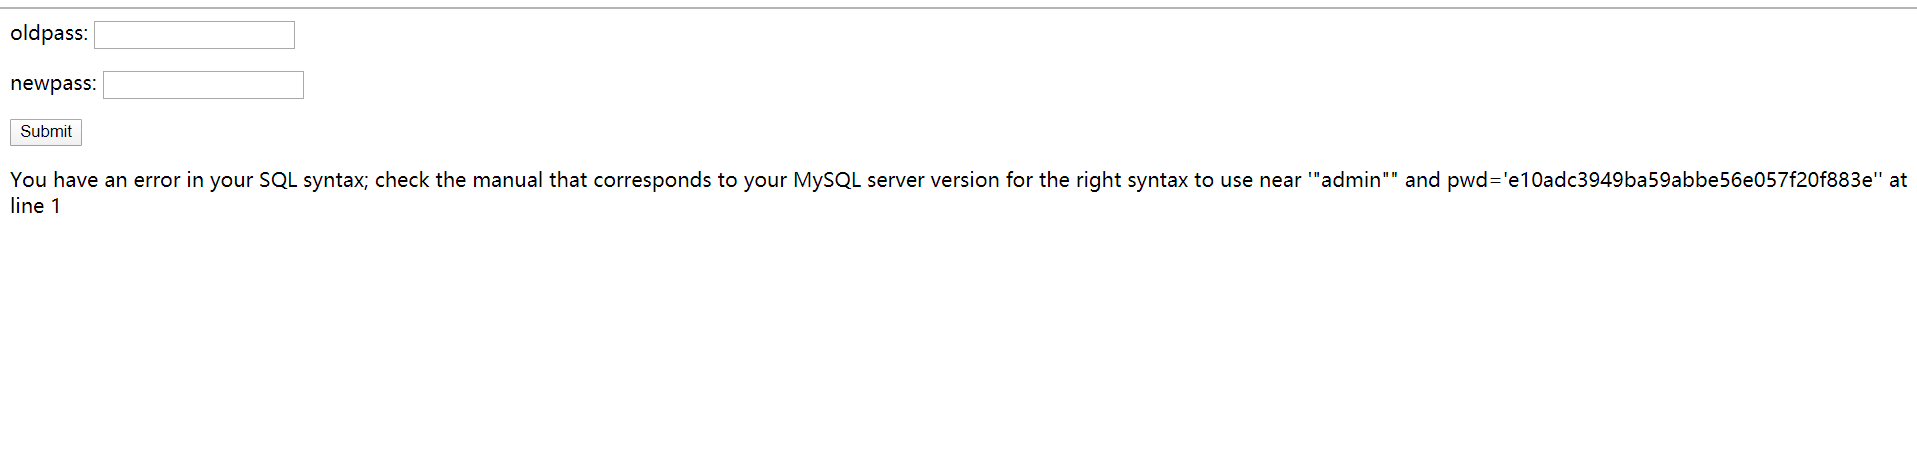 oldpass:
newpass:
Submit
You have an error in your SQL syntax; check the manual that corresponds to your MySQL server version for the right syntax to use near '"admin"" and pwd='e10adc3949ba59abbe56e057f20f883e'' at
line 1